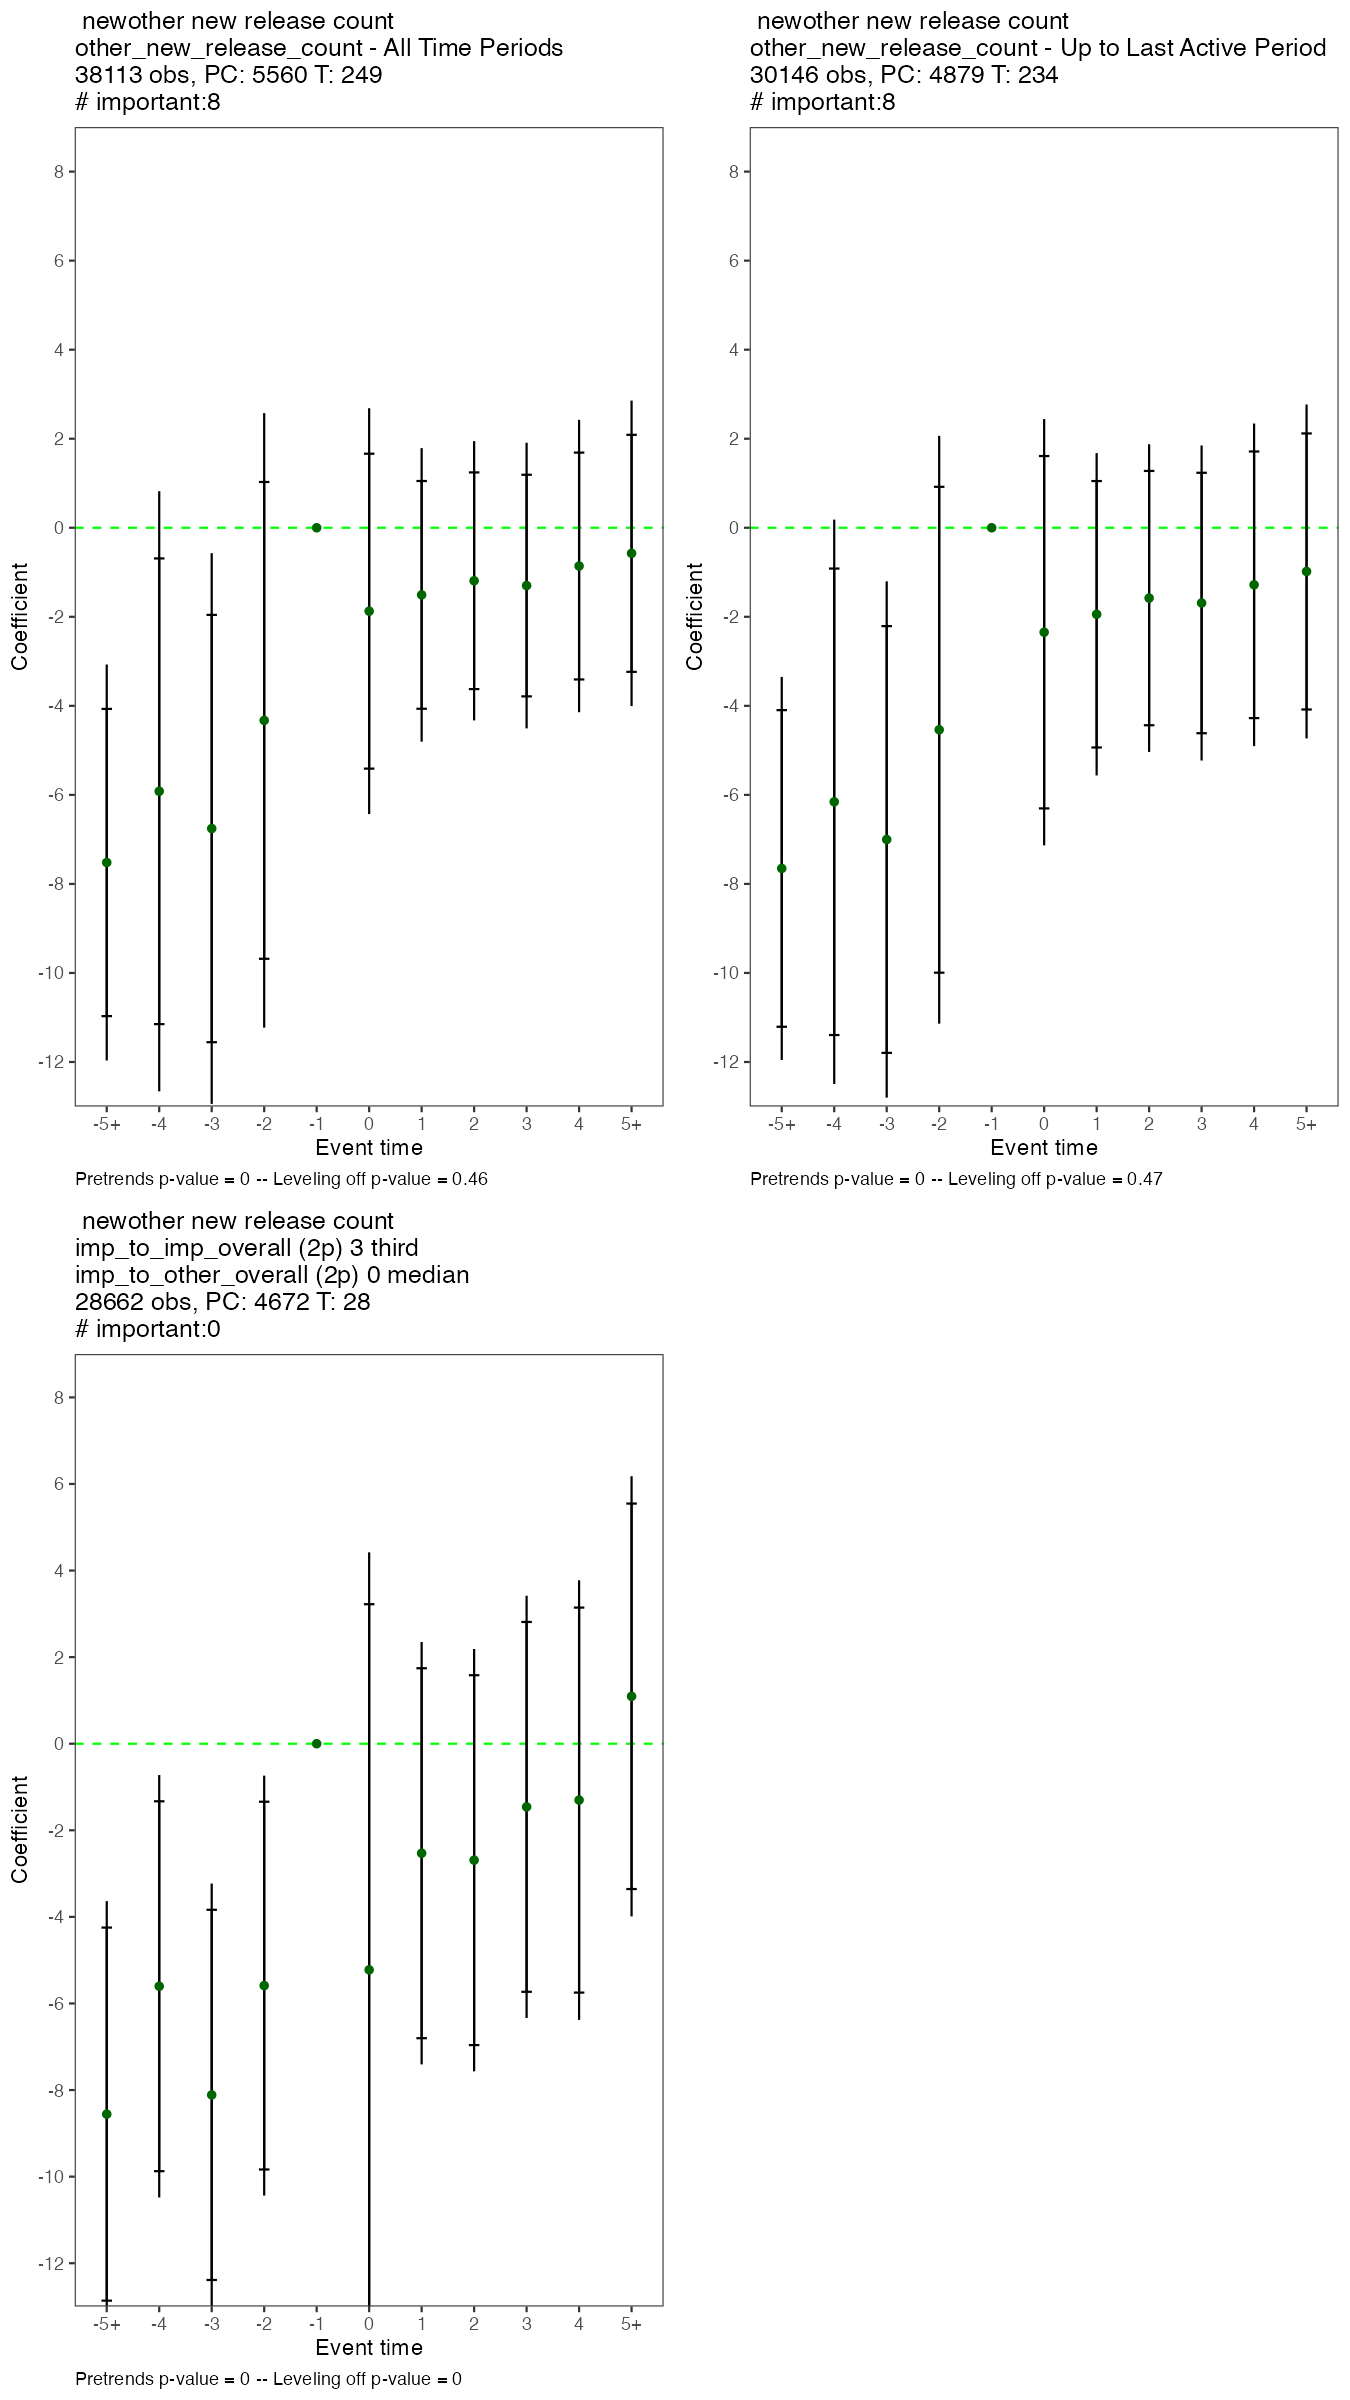 newother new release count
other_new_release_count - All Time Periods
38113 obs, PC: 5560 T: 249
# important:8
8
6
4
2
0
-2
-4
-6
-8
-10
-12
Coefficient
-5+ -4 -3 -2 -1 0 1 2 3 4 5+
Event time
Pretrends p-value = 0 -- Leveling off p-value = 0.46
newother new release count
other_new_release_count - Up to Last Active Period
30146 obs, PC: 4879 T: 234
# important:8
8
6
4
2
0
-2
-4
-6
-8
-10
-12
Coefficient
-5+ -4 -3 -2 -1 0 1 2 3 4 5+
Event time
Pretrends p-value = 0 -- Leveling off p-value = 0.47
newother new release count
imp_to_imp_overall (2p) 3 third
imp_to_other_overall (2p) 0 median
28662 obs, PC: 4672 T: 28
# important:0
8
6
4
2
0
-2
-4
-6
-8
-10
-12
Coefficient
-5+ -4 -3 -2 -1 0 1 2 3 4 5+
Event time
Pretrends p-value = 0 -- Leveling off p-value = 0